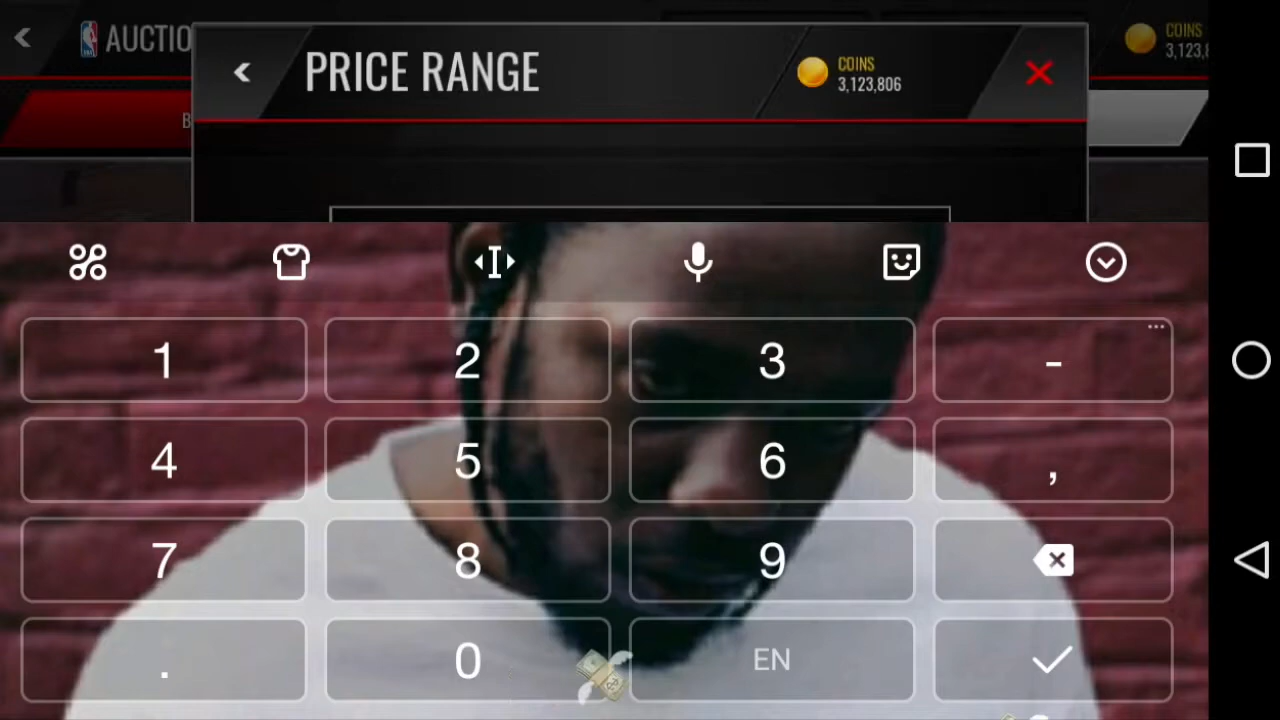 AUCTIO
PRICE RANGE
COINS
3,123,806
COINS
3,123,8
B
1 2 3 -
4 5 6 ,
7 8 9
. 0 EN